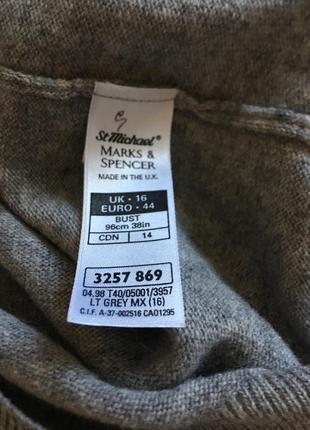 St Michael®
MARKS &
SPENCER
MADE IN THE U.K.
UK · 16
EURO · 44
BUST
96cm 38in
CDN 14
3257 869
04.98 T40/05001/3957
LT GREY MX (16)
C.I.F. A-37-002516 CA01295